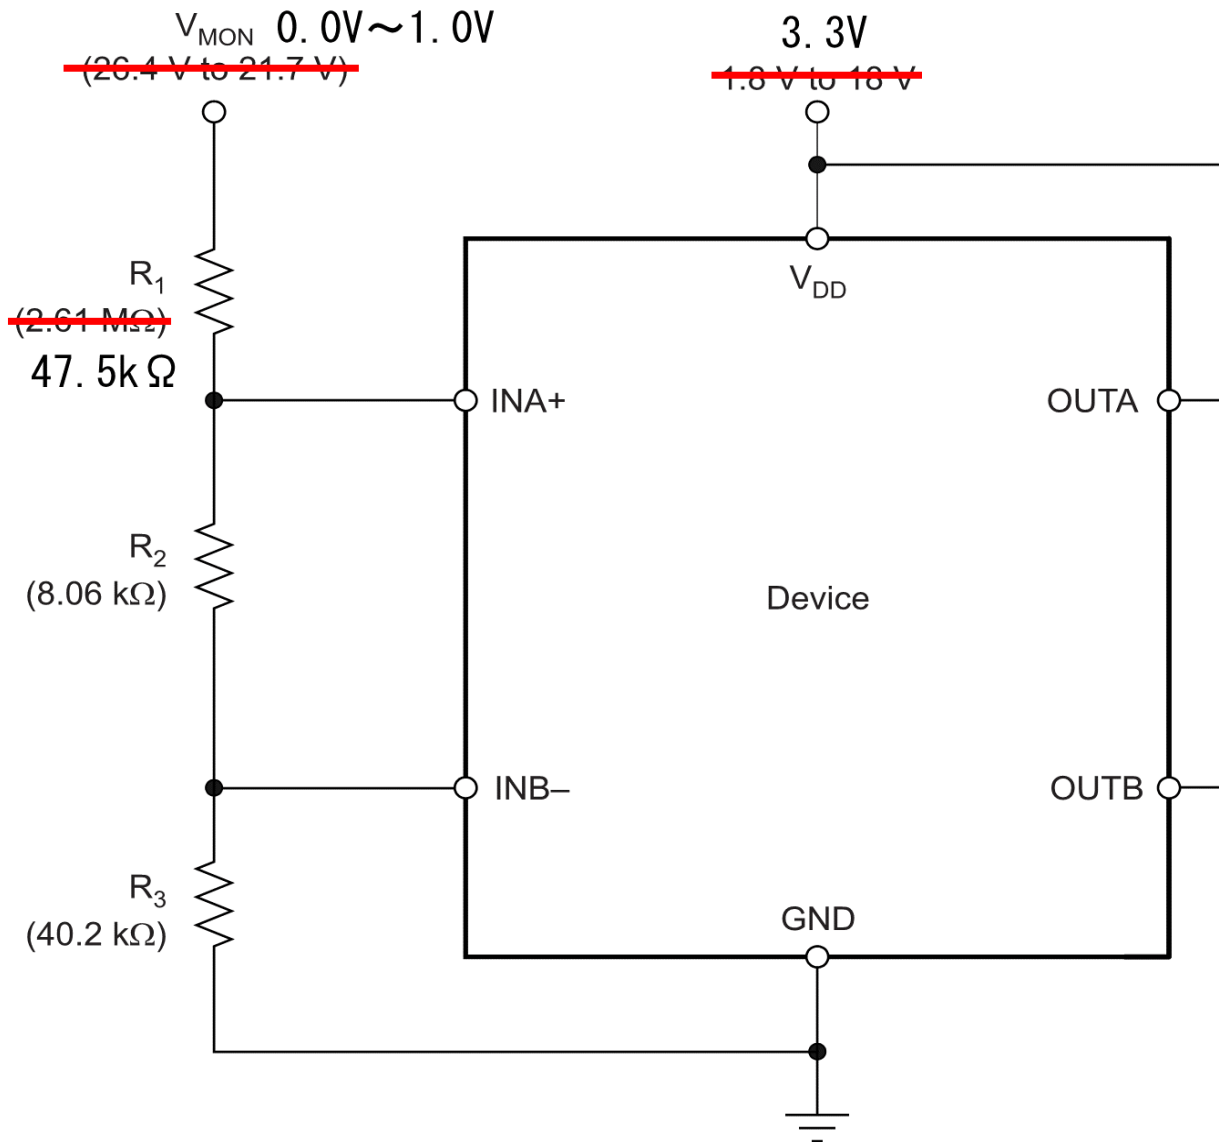 V_MON 0.0V～1.0V
(26.4 V to 21.7 V)
3.3V
1.8 V to 18 V
R1
(2.61 MΩ)
47.5kΩ
VDD
INA+
OUTA
R2
(8.06 kΩ)
Device
INB–
OUTB
R3
(40.2 kΩ)
GND